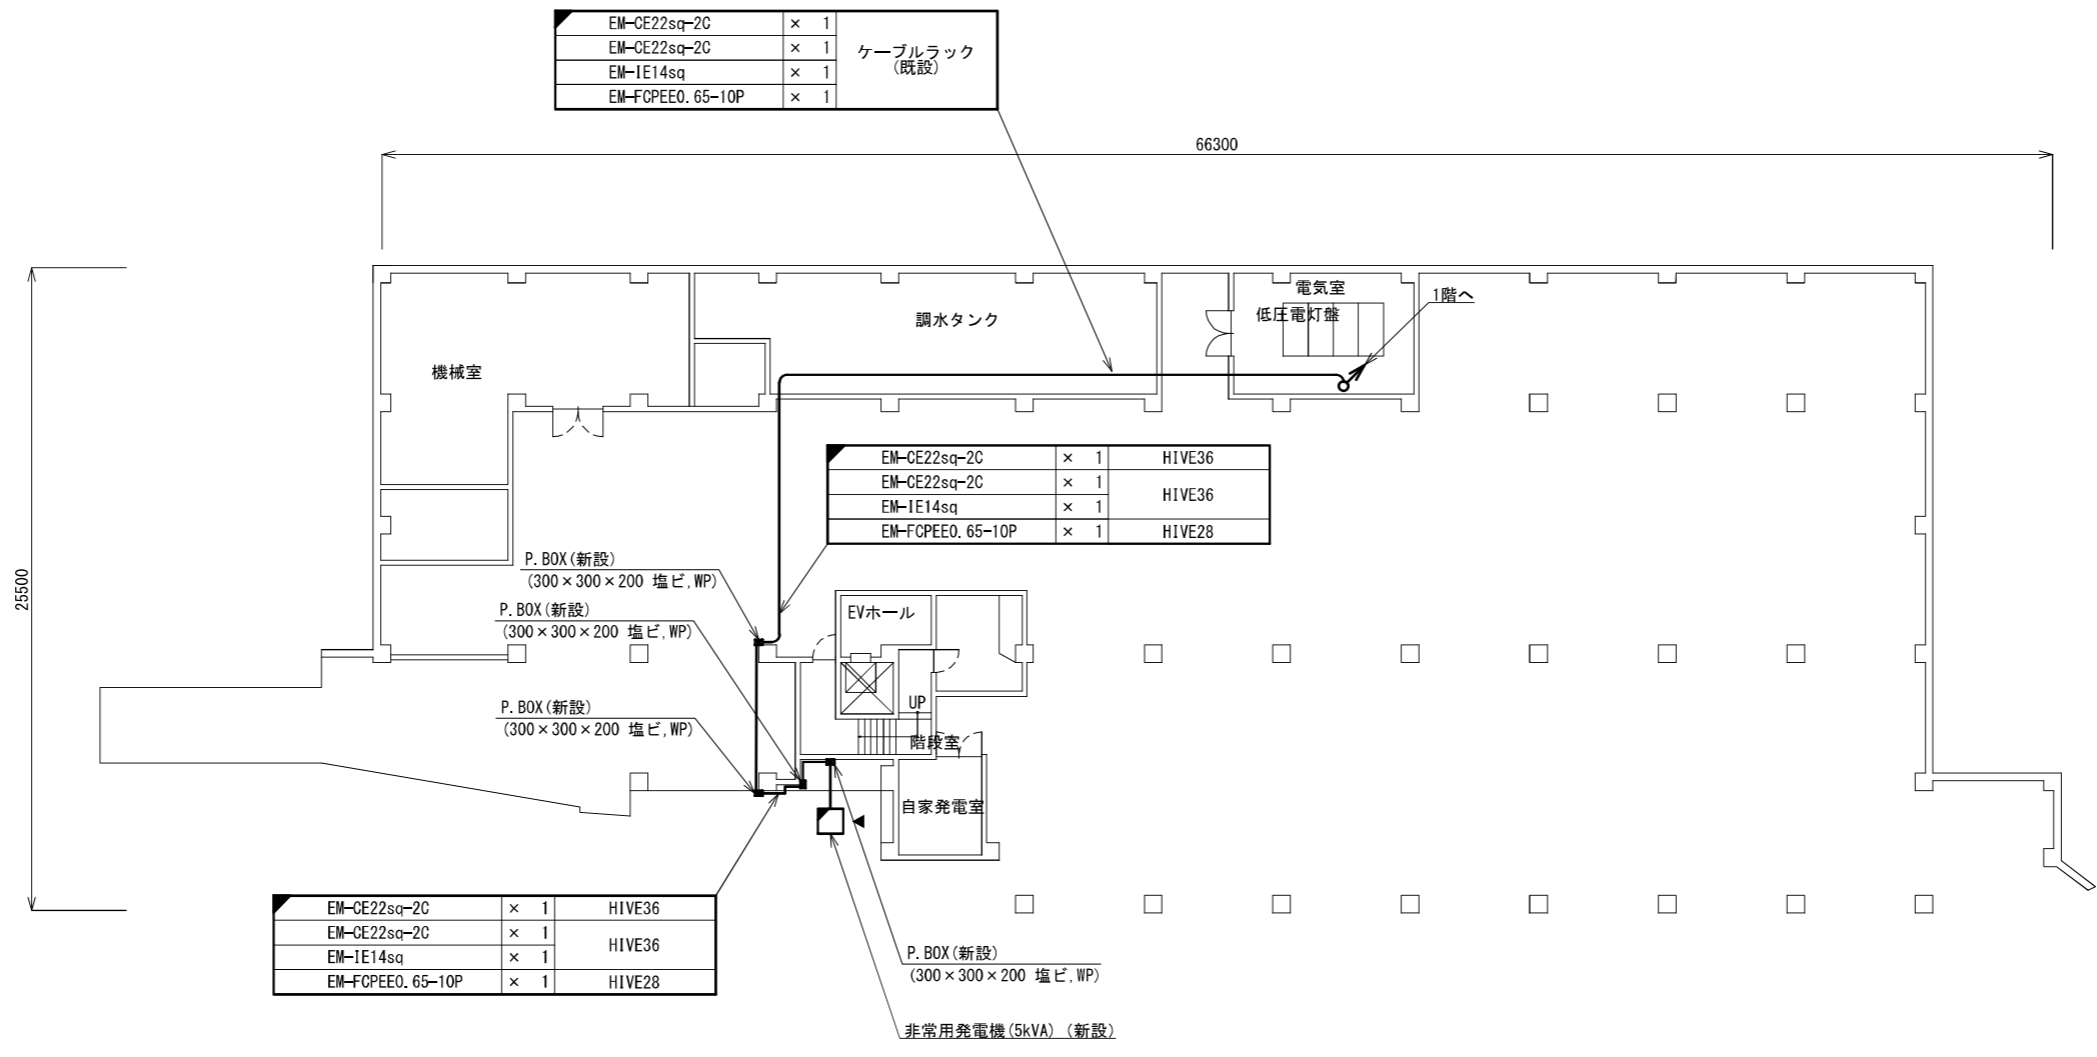 EM-CE22sq-2C × 1
EM-CE22sq-2C × 1
EM-IE14sq × 1
EM-FCPEE0.65-10P × 1
ケーブルラック
(既設)
66300
25500
電気室
低圧電灯盤
1階へ
調水タンク
機械室
EM-CE22sq-2C × 1 HIVE36
EM-CE22sq-2C × 1
HIVE36
EM-IE14sq × 1
EM-FCPEE0.65-10P × 1 HIVE28
P.BOX(新設)
(300×300×200 塩ビ,WP)
P.BOX(新設)
(300×300×200 塩ビ,WP)
EVホール
P.BOX(新設)
(300×300×200 塩ビ,WP)
UP
階段室
自家発電室
EM-CE22sq-2C × 1 HIVE36
EM-CE22sq-2C × 1
HIVE36
EM-IE14sq × 1
EM-FCPEE0.65-10P × 1 HIVE28
P.BOX(新設)
(300×300×200 塩ビ,WP)
非常用発電機(5kVA)(新設)